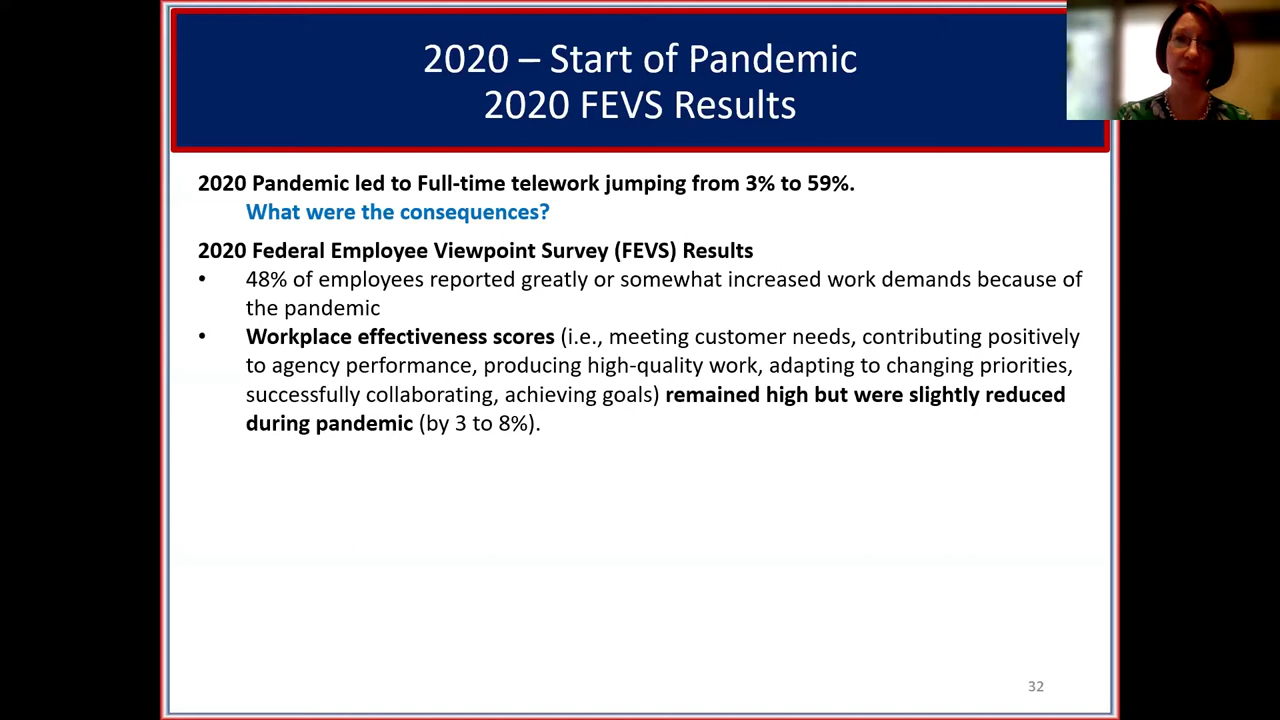 2020 – Start of Pandemic
2020 FEVS Results
2020 Pandemic led to Full-time telework jumping from 3% to 59%.
What were the consequences?
2020 Federal Employee Viewpoint Survey (FEVS) Results
• 48% of employees reported greatly or somewhat increased work demands because of
the pandemic
• Workplace effectiveness scores (i.e., meeting customer needs, contributing positively
to agency performance, producing high-quality work, adapting to changing priorities,
successfully collaborating, achieving goals) remained high but were slightly reduced
during pandemic (by 3 to 8%).
32